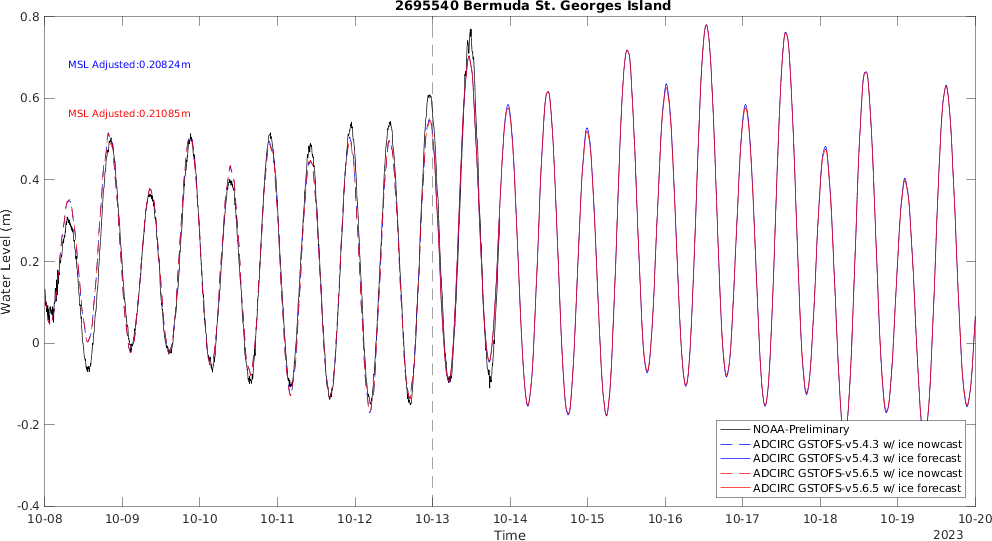 2695540 Bermuda St. Georges Island
0.8
0.6
0.4
0.2
0
-0.2
-0.4
Water Level (m)
MSL Adjusted:0.20824m
MSL Adjusted:0.21085m
NOAA-Preliminary
ADCIRC GSTOFS-v5.4.3 w/ ice nowcast
ADCIRC GSTOFS-v5.4.3 w/ ice forecast
ADCIRC GSTOFS-v5.6.5 w/ ice nowcast
ADCIRC GSTOFS-v5.6.5 w/ ice forecast
10-08 10-09 10-10 10-11 10-12 10-13 10-14 10-15 10-16 10-17 10-18 10-19 10-20
Time
2023